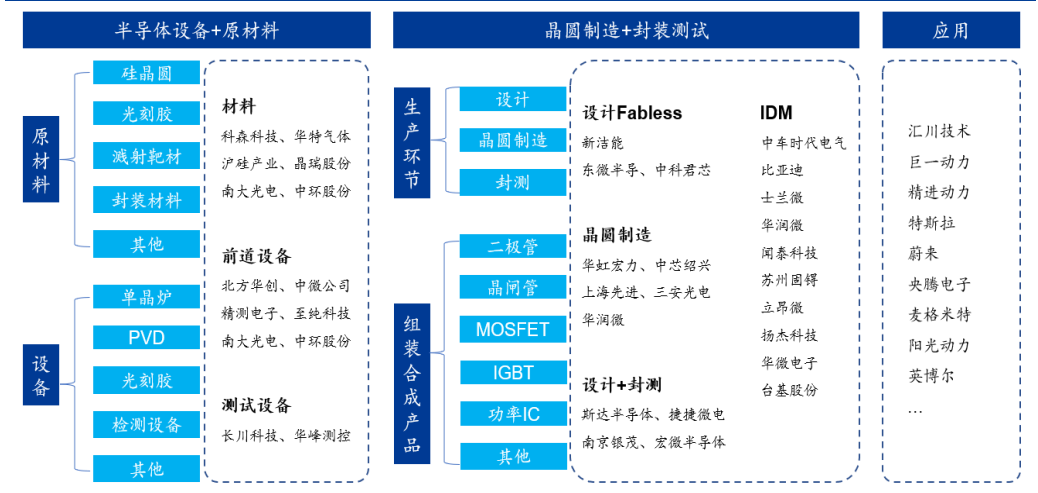 半导体设备+原材料
晶圆制造+封装测试
应用
原材料
硅晶圆
光刻胶
溅射靶材
封装材料
其他
设备
单晶炉
PVD
光刻胶
检测设备
其他
材料
科森科技、华特气体
沪硅产业、晶瑞股份
南大光电、中环股份
前道设备
北方华创、中微公司
精测电子、至纯科技
南大光电、中环股份
测试设备
长川科技、华峰测控
生产环节
设计
晶圆制造
封测
组装合成产品
二极管
晶闸管
MOSFET
IGBT
功率IC
其他
设计Fabless
新洁能
东微半导、中科君芯
晶圆制造
华虹宏力、中芯绍兴
上海先进、三安光电
华润微
设计+封测
斯达半导体、捷捷微电
南京银茂、宏微半导体
IDM
中车时代电气
比亚迪
士兰微
华润微
闻泰科技
苏州固锝
立昂微
扬杰科技
华微电子
台基股份
汇川技术
巨一动力
精进动力
特斯拉
蔚来
央腾电子
麦格米特
阳光动力
英博尔
…